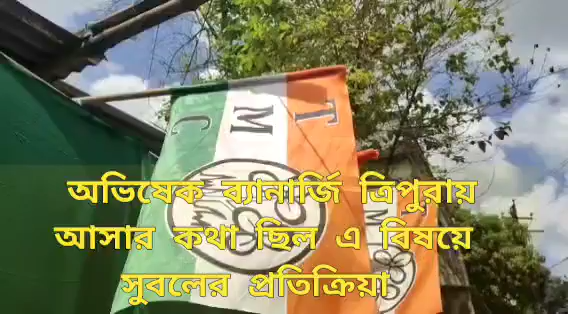 T
M
C
অভিষেক ব্যানার্জি ত্রিপুরায়
আসার কথা ছিল এ বিষয়ে
সুবলের প্রতিক্রিয়া